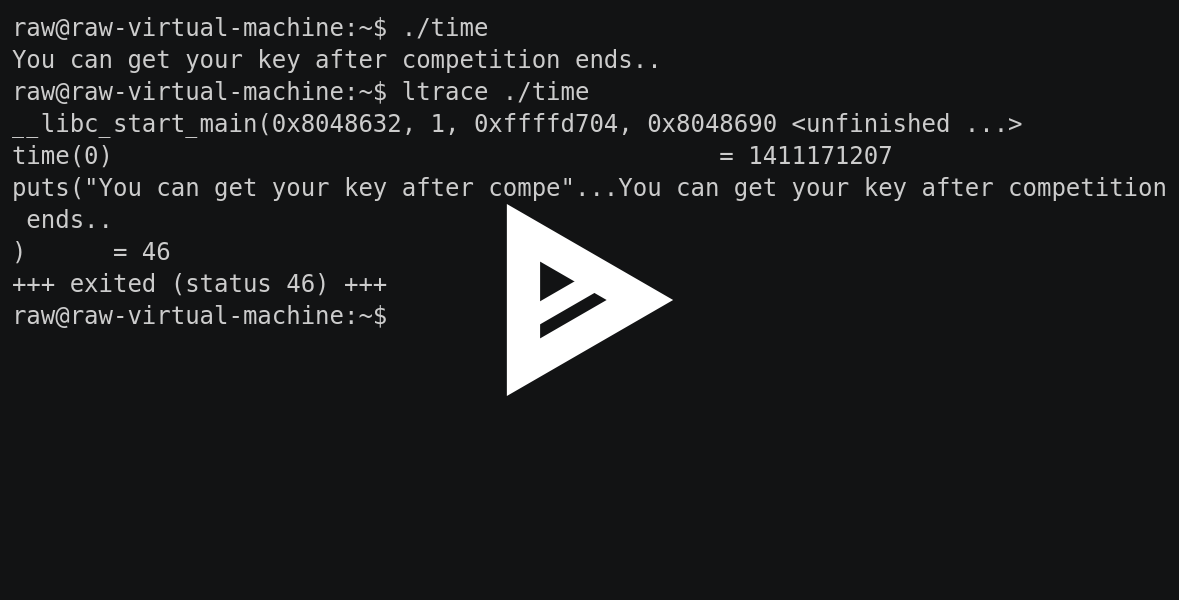 raw@raw-virtual-machine:~$ ./time
You can get your key after competition ends..
raw@raw-virtual-machine:~$ ltrace ./time
__libc_start_main(0x8048632, 1, 0xffffd704, 0x8048690 <unfinished ...>
time(0)                                          = 1411171207
puts("You can get your key after compe"...You can get your key after competition
 ends..
)      = 46
+++ exited (status 46) +++
raw@raw-virtual-machine:~$